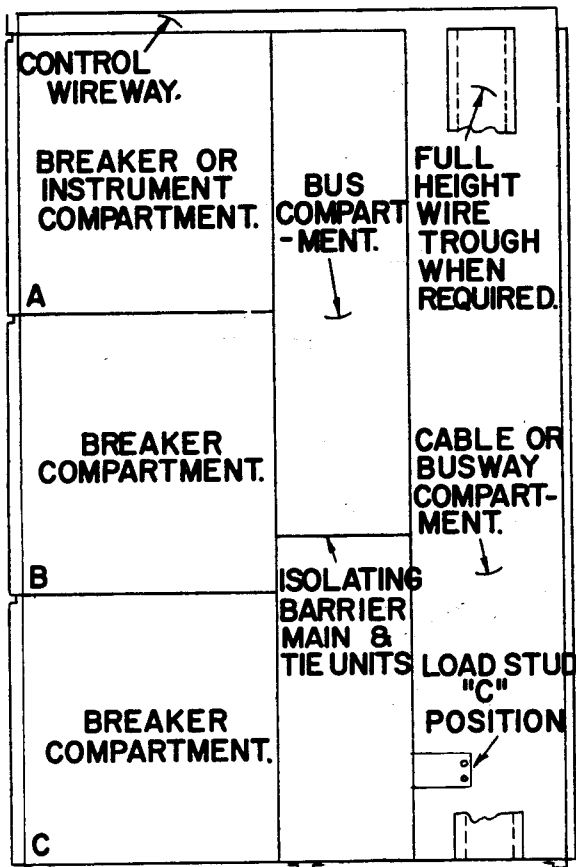 CONTROL
WIREWAY.
BREAKER OR
INSTRUMENT
COMPARTMENT.
A
BREAKER
COMPARTMENT.
B
BREAKER
COMPARTMENT.
C
BUS
COMPART
-MENT.
ISOLATING
BARRIER
MAIN &
TIE UNITS
FULL
HEIGHT
WIRE
TROUGH
WHEN
REQUIRED.
CABLE OR
BUSWAY
COMPART-
MENT.
LOAD STUD
"C"
POSITION